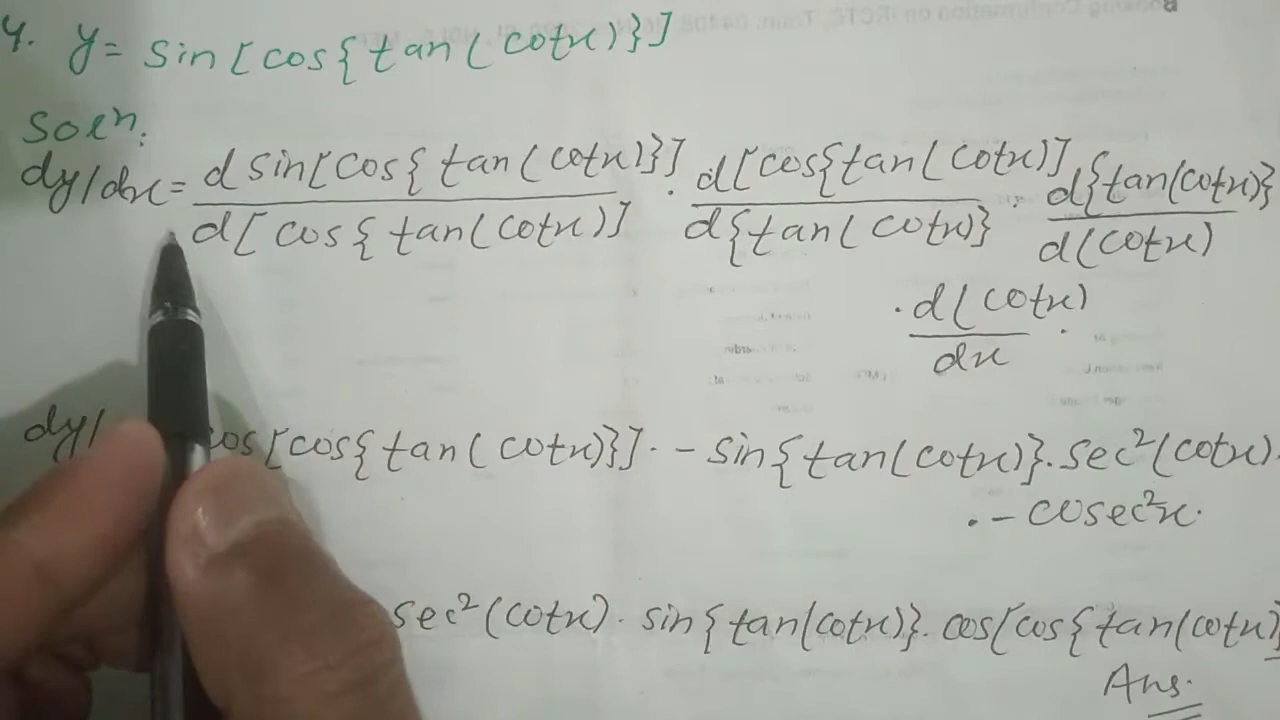 4. y = sin[cos{tan(cotx)}]
Soln.
dy/dx = d sin[cos{tan(cotx)}] / d[cos{tan(cotx)] . d[cos{tan(cotx)] / d{tan(cotx)} . d{tan(cotx)} / d(cotx)
. d(cotx) / dx .
dy/ cos[cos{tan(cotx)}] . - sin{tan(cotx)}. sec²(cotx).
. - cosec²x.
sec²(cotx). sin{tan(cotx)}. cos[cos{tan(cotx)}
Ans.